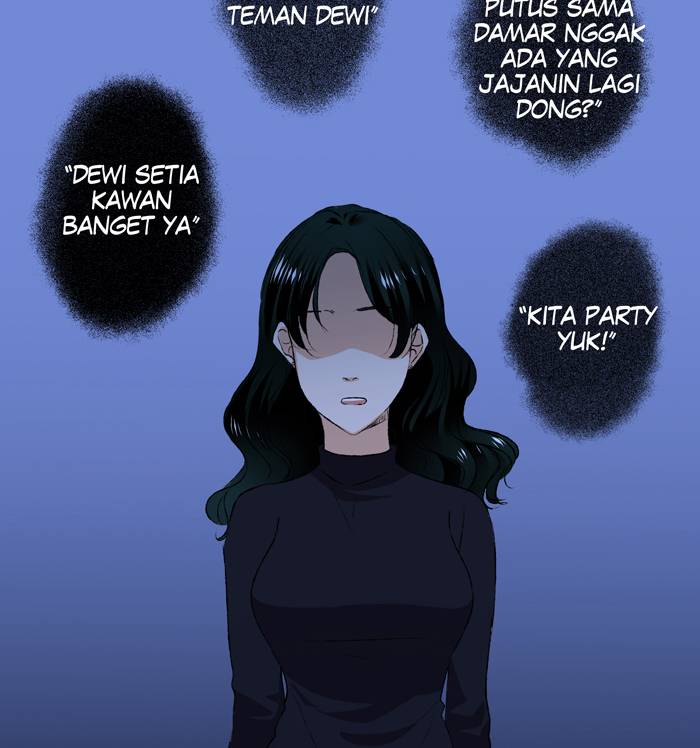 TEMAN DEWI"
PUTUS SAMA
DAMAR NGGAK
ADA YANG
JAJANIN LAGI
DONG?"
"DEWI SETIA
KAWAN
BANGET YA"
"KITA PARTY
YUK!"